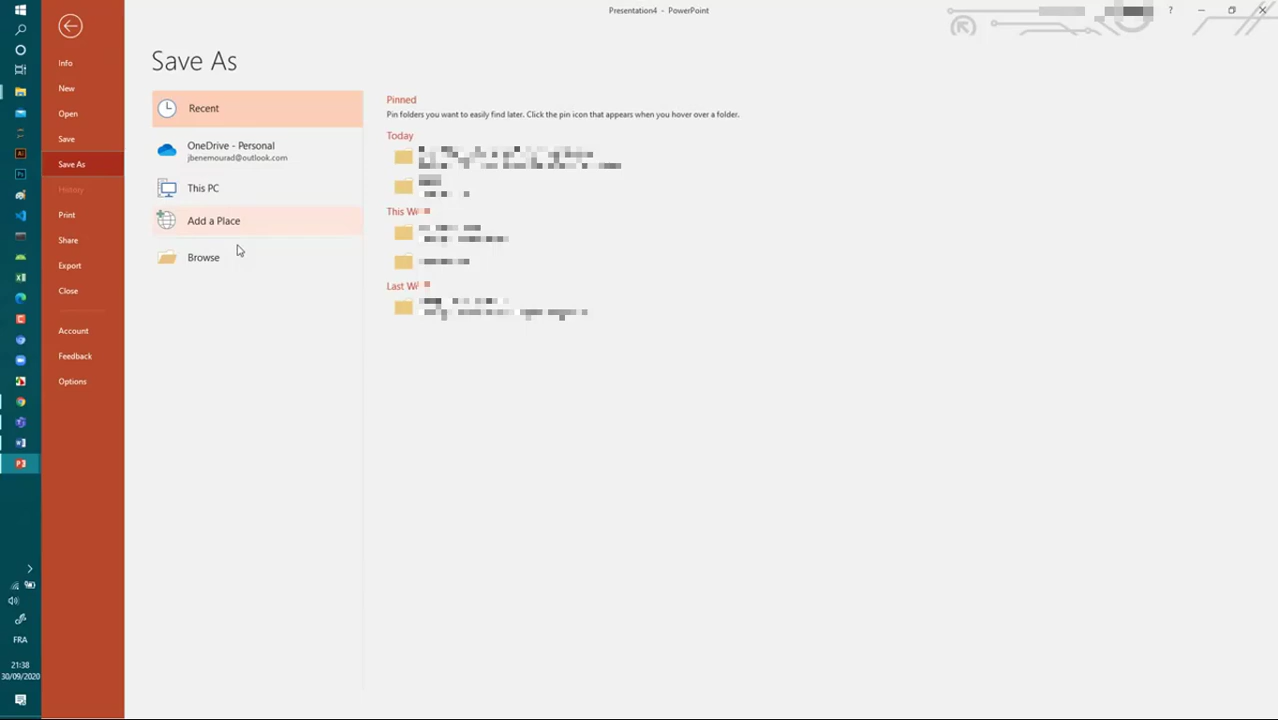 Presentation4 - PowerPoint
?
Info
New
Open
Save
Save As
History
Print
Share
Export
Close
Account
Feedback
Options
Save As
Recent
OneDrive - Personal
jbenemourad@outlook.com
This PC
Add a Place
Browse
Pinned
Pin folders you to easily find later. Click the pin icon that appears when you hover over a folder.
Today
This
Last
FRA
21:38
30/09/2020